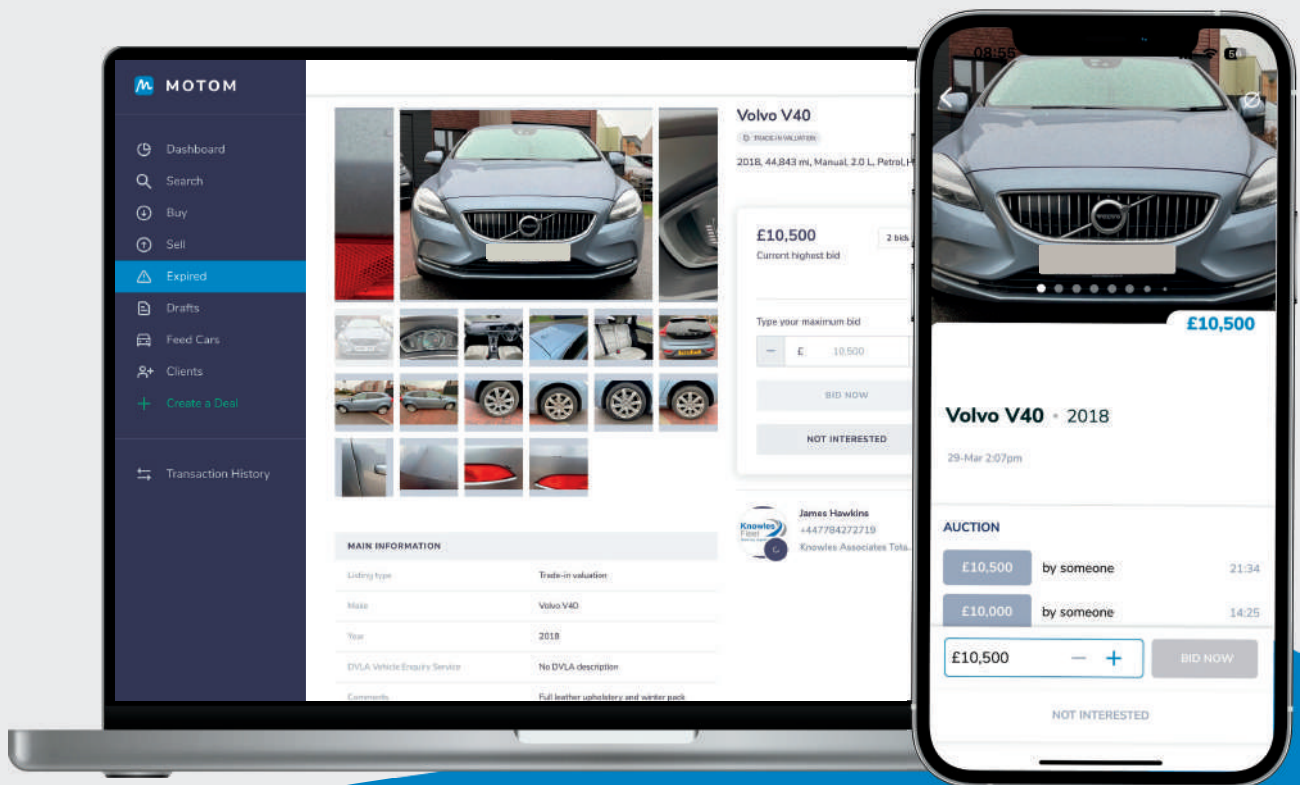 MOTOM
Dashboard
Search
Buy
Sell
Expired
Drafts
Feed Cars
Clients
Create a Deal
Transaction History
Volvo V40
TRADE-IN VALUATION
2018, 44,843 mi, Manual, 2.0 L, Petrol, H
£10,500
2 bids
Current highest bid
Type your maximum bid
− £ 10,500
BID NOW
NOT INTERESTED
Knowles
Fleet
James Hawkins
+447784272719
Knowles Associates Tota...
MAIN INFORMATION
Listing type Trade-in valuation
Make Volvo V40
Year 2018
DVLA Vehicle Enquiry Service No DVLA description
Comments Full leather upholstery and winter pack
08:55
VOLVO
£10,500
Volvo V40 • 2018
29-Mar 2:07pm
AUCTION
£10,500 by someone 21:34
£10,000 by someone 14:25
£10,500 − + BID NOW
NOT INTERESTED